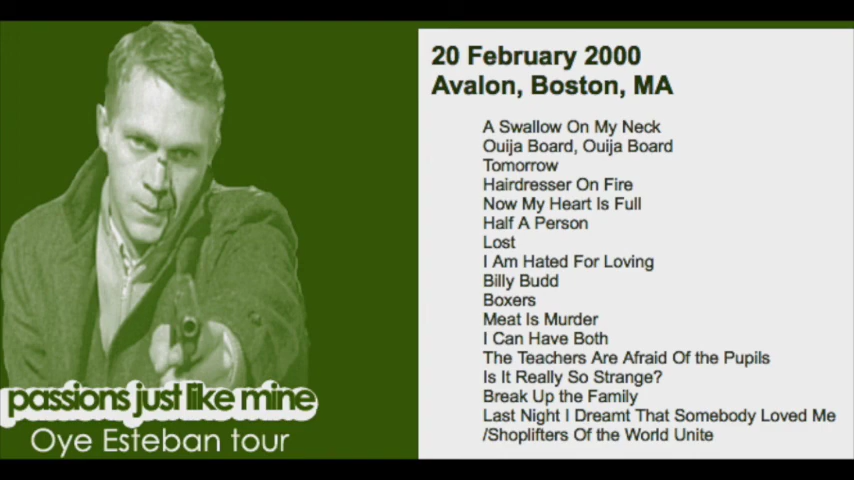 20 February 2000
Avalon, Boston, MA
A Swallow On My Neck
Ouija Board, Ouija Board
Tomorrow
Hairdresser On Fire
Now My Heart Is Full
Half A Person
Lost
I Am Hated For Loving
Billy Budd
Boxers
Meat Is Murder
I Can Have Both
The Teachers Are Afraid Of the Pupils
Is It Really So Strange?
Break Up the Family
Last Night I Dreamt That Somebody Loved Me
/Shoplifters Of the World Unite
passions just like mine
Oye Esteban tour